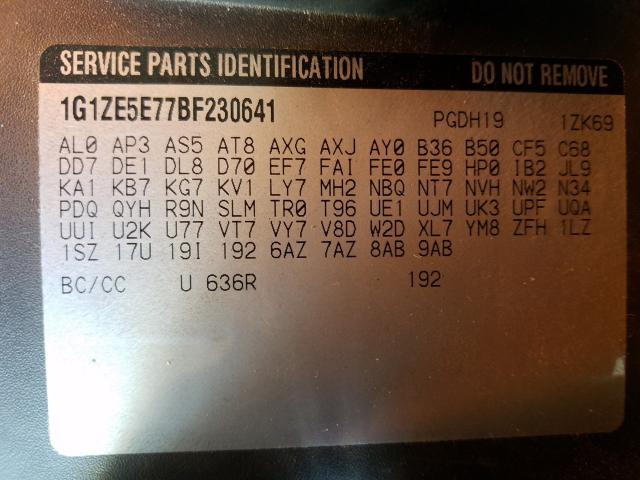 SERVICE PARTS IDENTIFICATION DO NOT REMOVE
1G1ZE5E77BF230641 PGDH19 1ZK69
AL0 AP3 AS5 AT8 AXG AXJ AY0 B36 B50 CF5 C68
DD7 DE1 DL8 D70 EF7 FAI FE0 FE9 HP0 IB2 JL9
KA1 KB7 KG7 KV1 LY7 MH2 NBQ NT7 NVH NW2 N34
PDQ QYH R9N SLM TR0 T96 UE1 UJM UK3 UPF UQA
UUI U2K U77 VT7 VY7 V8D W2D XL7 YM8 ZFH 1LZ
1SZ 17U 19I 192 6AZ 7AZ 8AB 9AB
BC/CC U 636R 192